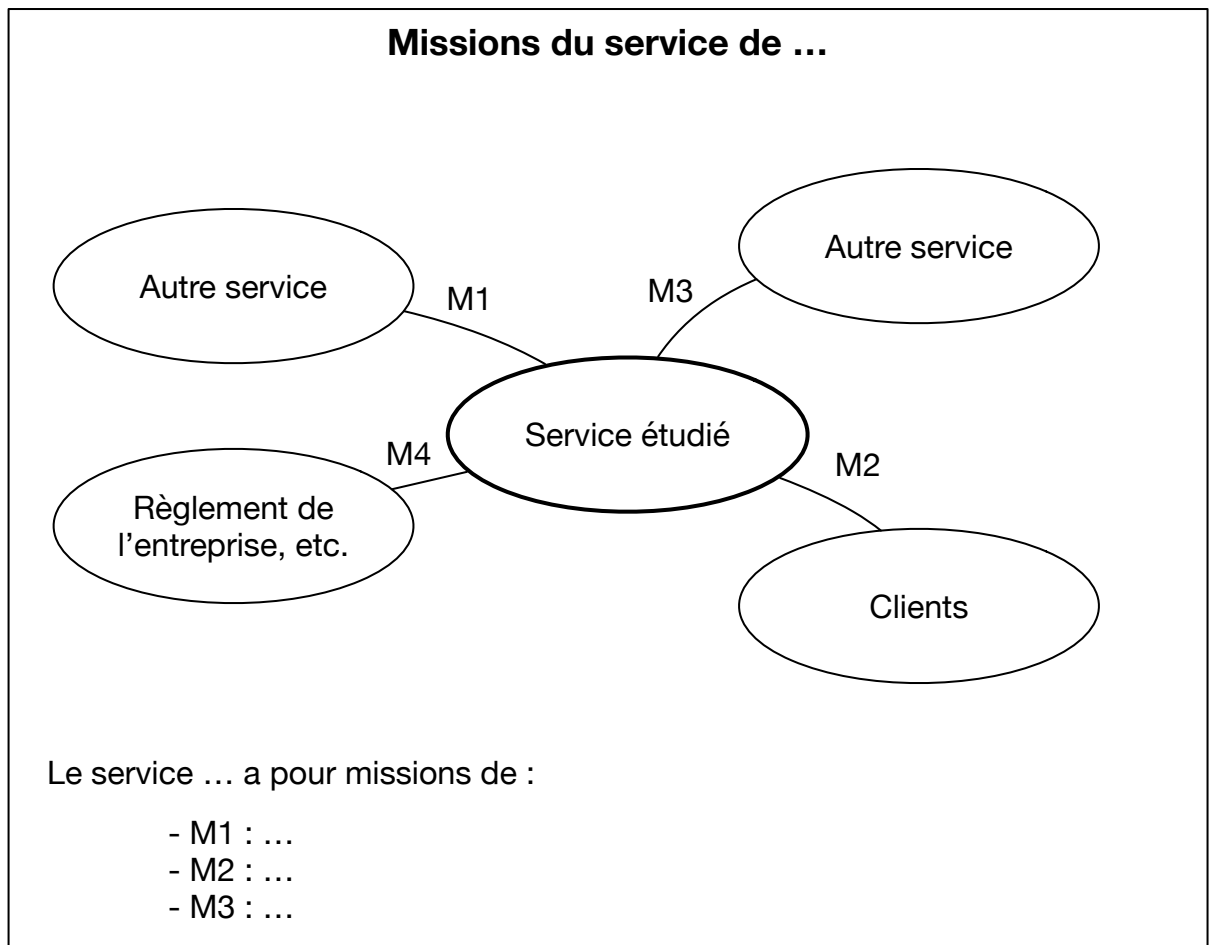 Missions du service de …
Autre service
Autre service
M1
M3
Service étudié
M4
M2
Règlement de
l’entreprise, etc.
Clients
Le service … a pour missions de :
- M1 : …
- M2 : …
- M3 : …